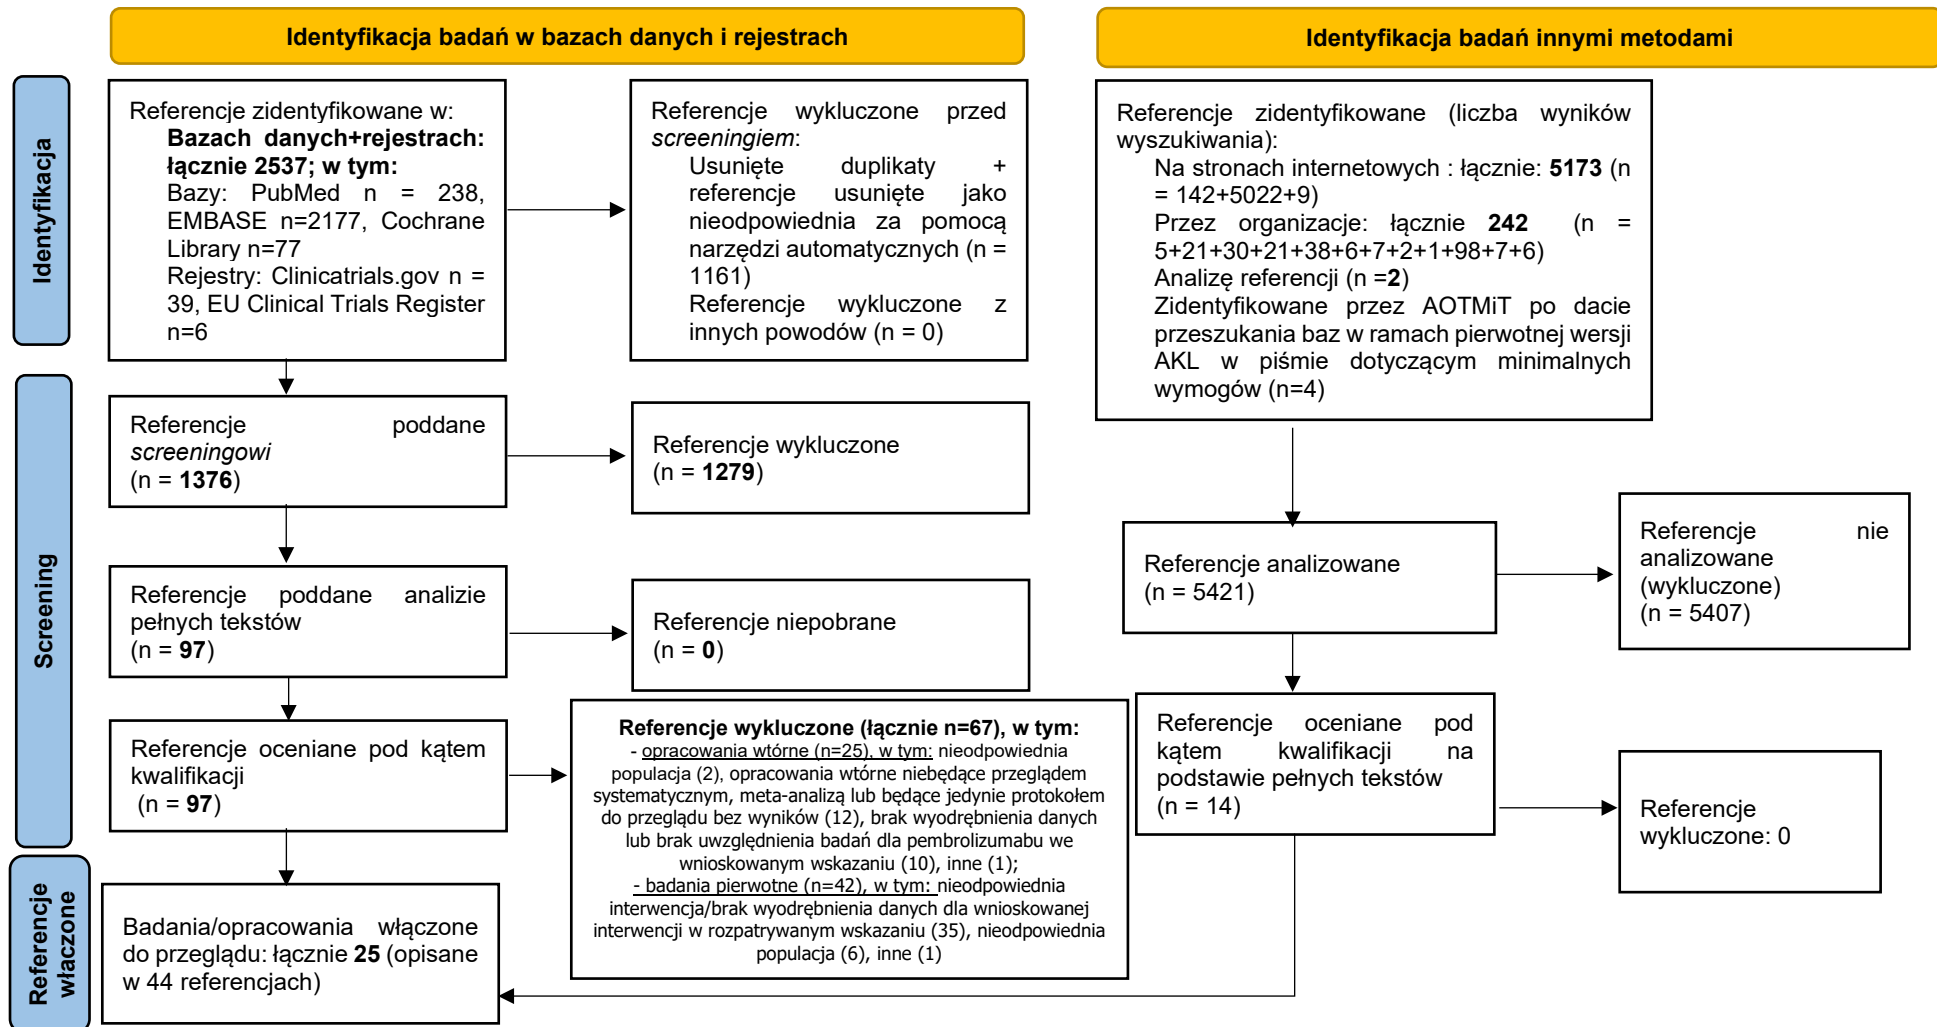 Identyfikacja badań w bazach danych i rejestrach
Identyfikacja badań innymi metodami
Identyfikacja
Referencje zidentyfikowane w:
Bazach danych+rejestrach:
łącznie 2537; w tym:
Bazy: PubMed n = 238,
EMBASE n=2177, Cochrane
Library n=77
Rejestry: Clinicatrials.gov n =
39, EU Clinical Trials Register
n=6
Referencje wykluczone przed
screeningiem:
Usunięte duplikaty +
referencje usunięte jako
nieodpowiednia za pomocą
narzędzi automatycznych (n =
1161)
Referencje wykluczone z
innych powodów (n = 0)
Referencje zidentyfikowane (liczba wyników
wyszukiwania):
Na stronach internetowych : łącznie: 5173 (n
= 142+5022+9)
Przez organizacje: łącznie 242 (n =
5+21+30+21+38+6+7+2+1+98+7+6)
Analizę referencji (n =2)
Zidentyfikowane przez AOTMiT po dacie
przeszukania baz w ramach pierwotnej wersji
AKL w piśmie dotyczącym minimalnych
wymogów (n=4)
Screening
Referencje poddane
screeningowi
(n = 1376)
Referencje wykluczone
(n = 1279)
Referencje analizowane
(n = 5421)
Referencje nie
analizowane
(wykluczone)
(n = 5407)
Referencje poddane analizie
pełnych tekstów
(n = 97)
Referencje niepobrane
(n = 0)
Referencje oceniane pod kątem
kwalifikacji
(n = 97)
Referencje wykluczone (łącznie n=67), w tym:
- opracowania wtórne (n=25), w tym: nieodpowiednia
populacja (2), opracowania wtórne niebędące przeglądem
systematycznym, meta-analizą lub będące jedynie protokołem
do przeglądu bez wyników (12), brak wyodrębnienia danych
lub brak uwzględnienia badań dla pembrolizumabu we
wnioskowanym wskazaniu (10), inne (1);
- badania pierwotne (n=42), w tym: nieodpowiednia
interwencja/brak wyodrębnienia danych dla wnioskowanej
interwencji w rozpatrywanym wskazaniu (35), nieodpowiednia
populacja (6), inne (1)
Referencje oceniane pod
kątem kwalifikacji na
podstawie pełnych tekstów
(n = 14)
Referencje
wykluczone: 0
Referencje
włączone
Badania/opracowania włączone
do przeglądu: łącznie 25 (opisane
w 44 referencjach)